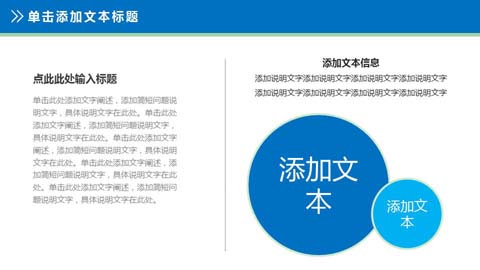 单击添加文本标题
点此此处输入标题
单击此处添加文字阐述，添加简短问题说
明文字，具体说明文字在此处。单击此处
添加文字阐述，添加简短问题说明文字，
具体说明文字在此处。单击此处添加文字
阐述，添加简短问题说明文字，具体说明
文字在此处。单击此处添加文字阐述，添
加简短问题说明文字，具体说明文字在此
处。单击此处添加文字阐述，添加简短问
题说明文字，具体说明文字在此处。
添加文本信息
添加说明文字添加说明文字添加说明文字添加说明文字
添加说明文字添加说明文字添加说明文字添加说明文字
添加文
本
添加文
本